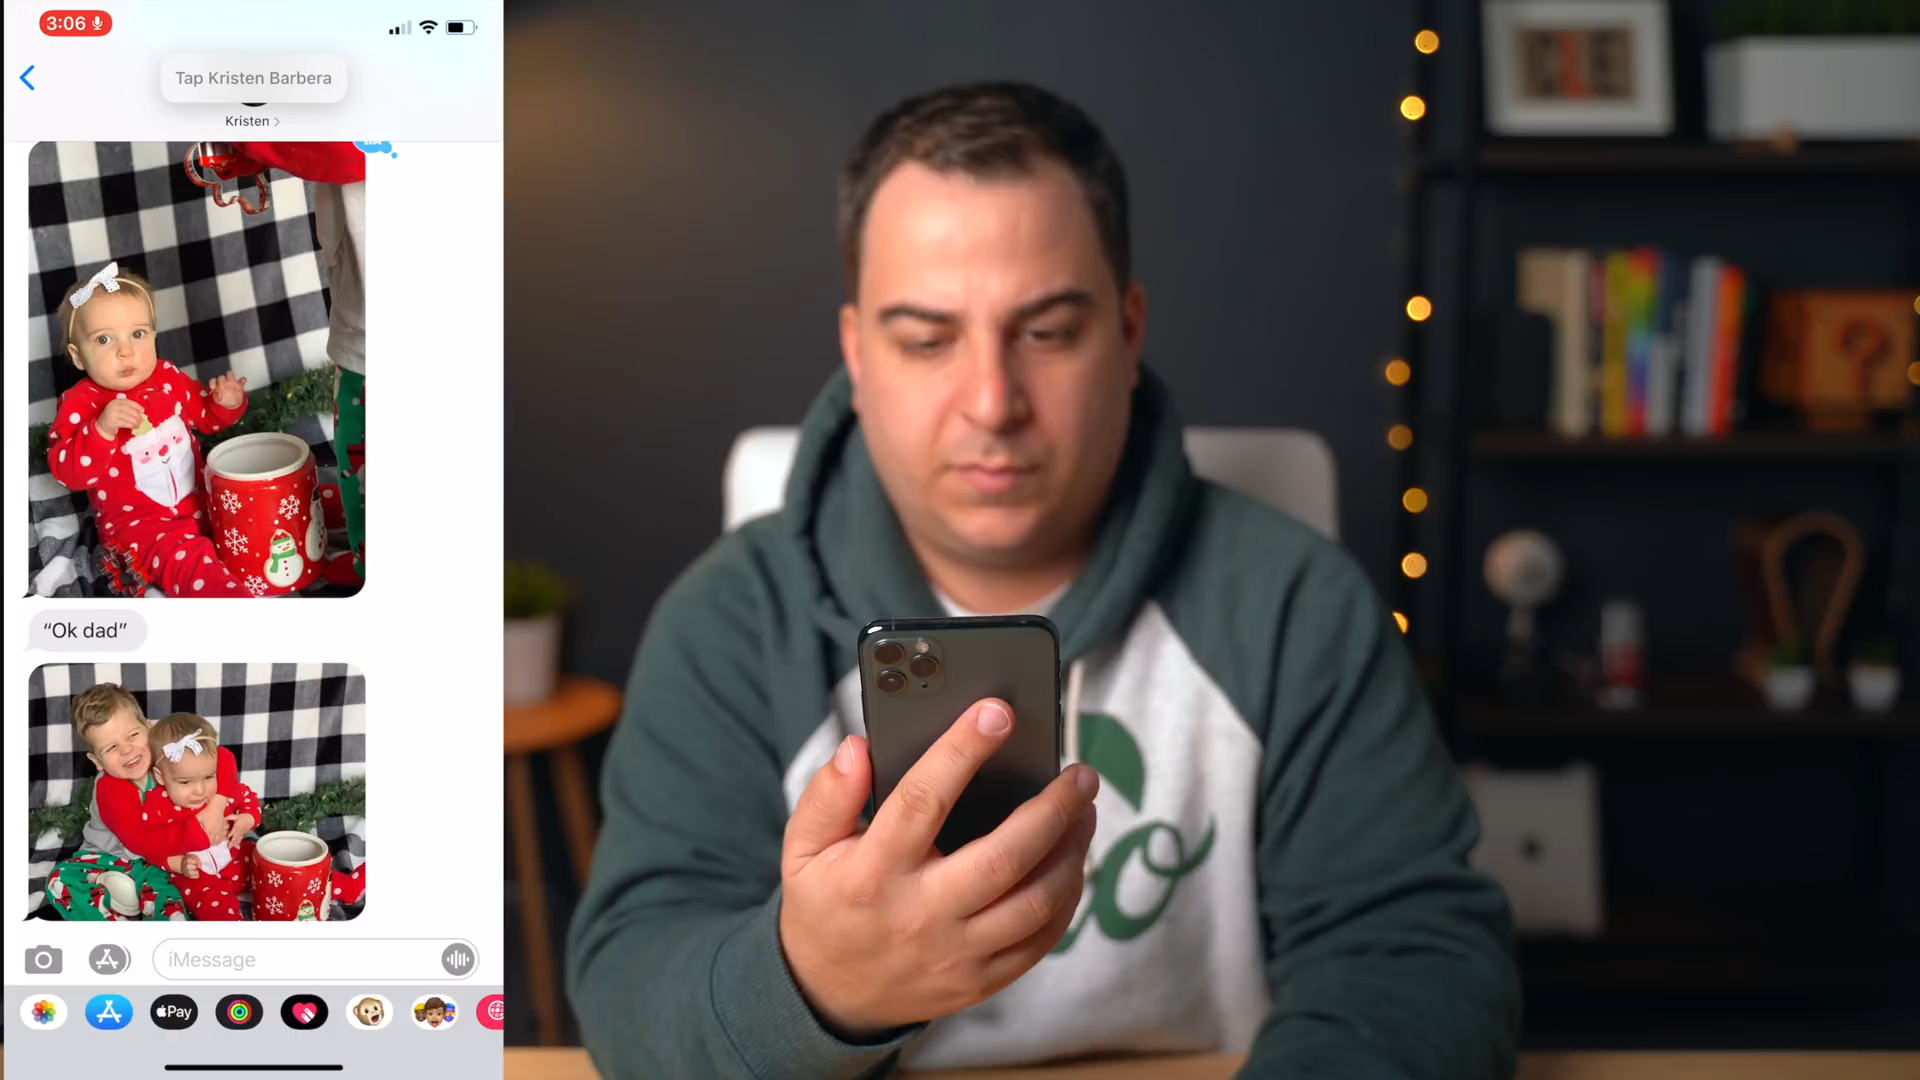 3:06
Tap Kristen Barbera
Kristen >
"Ok dad"
iMessage
Pay